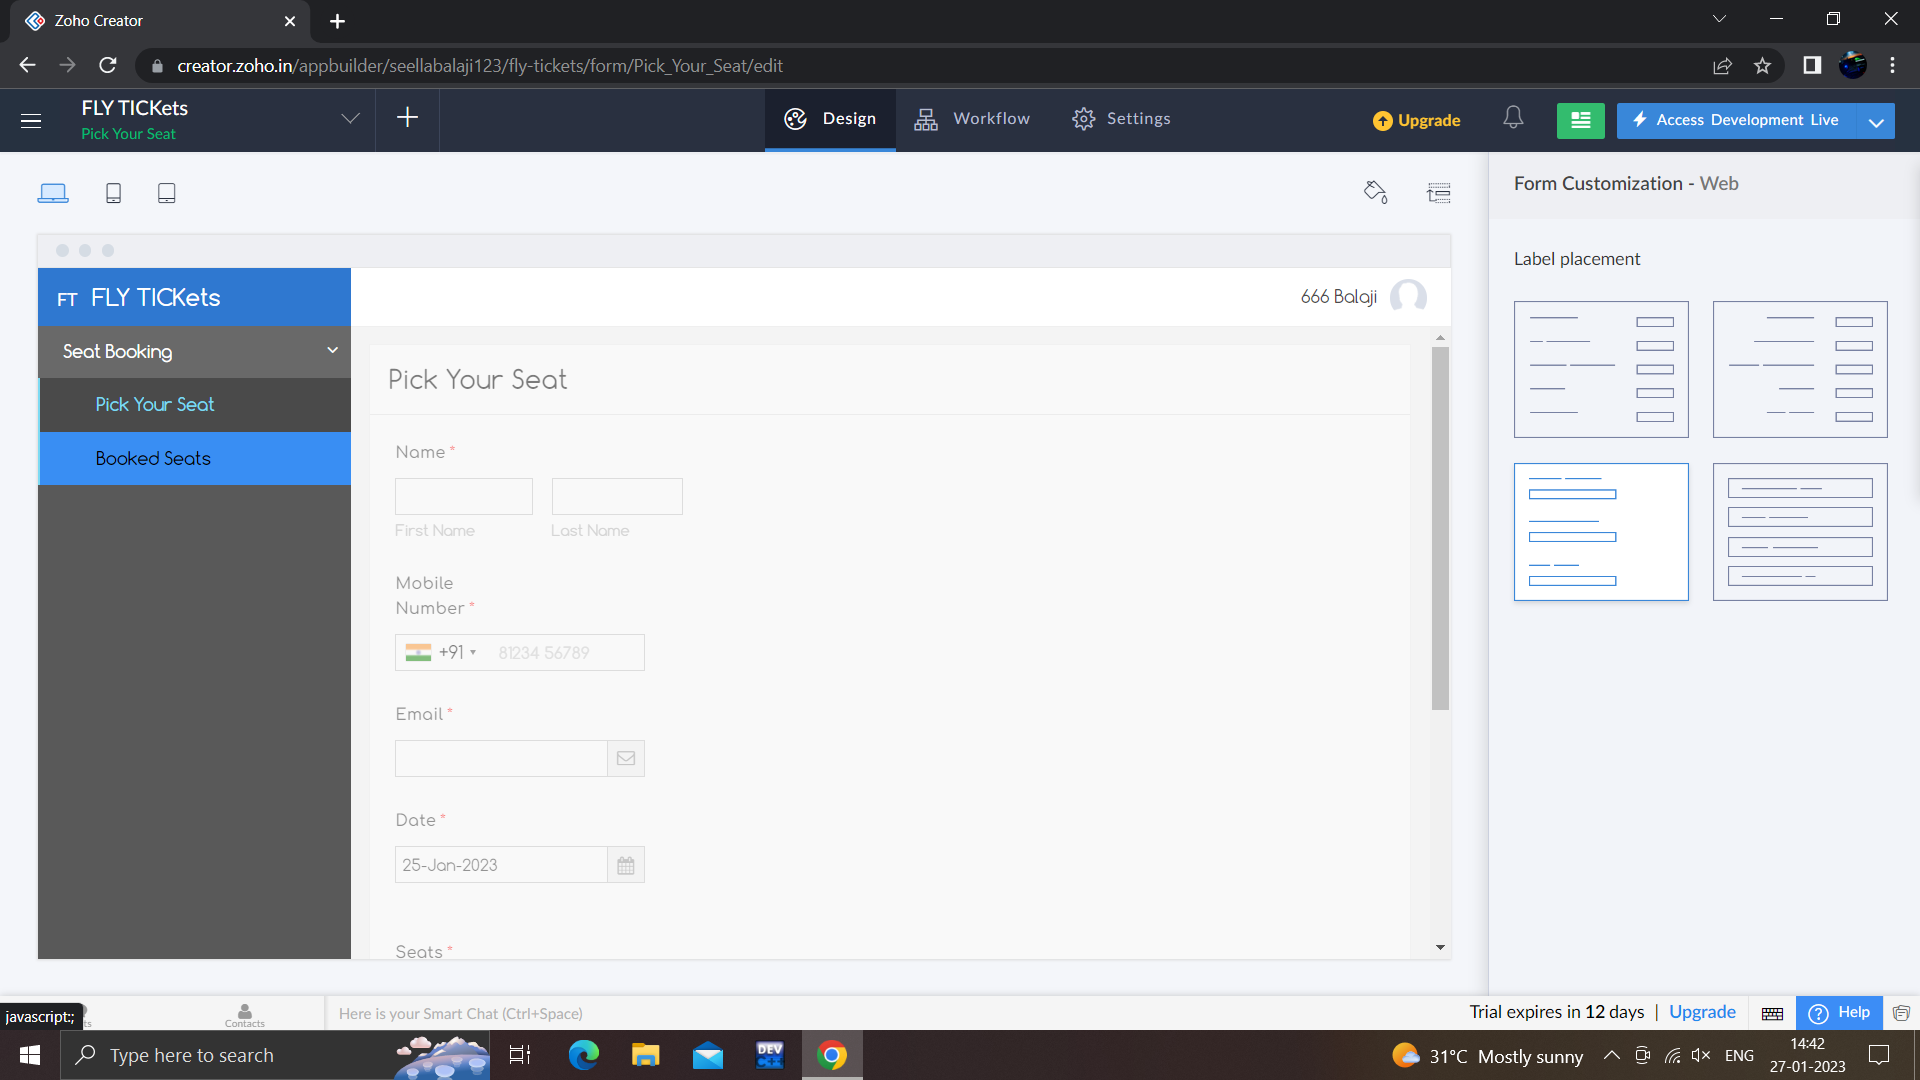 Zoho Creator
creator.zoho.in/appbuilder/seellabalaji123/fly-tickets/form/Pick_Your_Seat/edit
FLY TICKets
Pick Your Seat
Design
Workflow
Settings
Upgrade
Access Development Live
Form Customization - Web
Label placement
FT FLY TICKets
666 Balaji
Seat Booking
Pick Your Seat
Booked Seats
Pick Your Seat
Name *
First Name
Last Name
Mobile
Number *
+91 81234 56789
Email *
Date *
25-Jan-2023
Seats *
javascript:;
Contacts
Here is your Smart Chat (Ctrl+Space)
Trial expires in 12 days | Upgrade
Help
Type here to search
DEV
C++
31°C Mostly sunny
ENG
14:42
27-01-2023